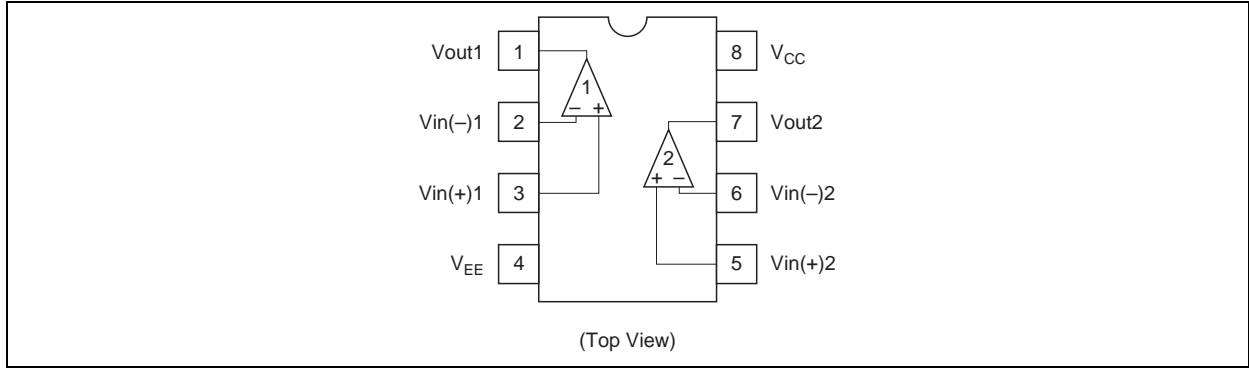 Vout1 1 8 VCC
1
– +
Vin(–)1 2 7 Vout2
2
+ –
Vin(+)1 3 6 Vin(–)2
VEE 4 5 Vin(+)2
(Top View)